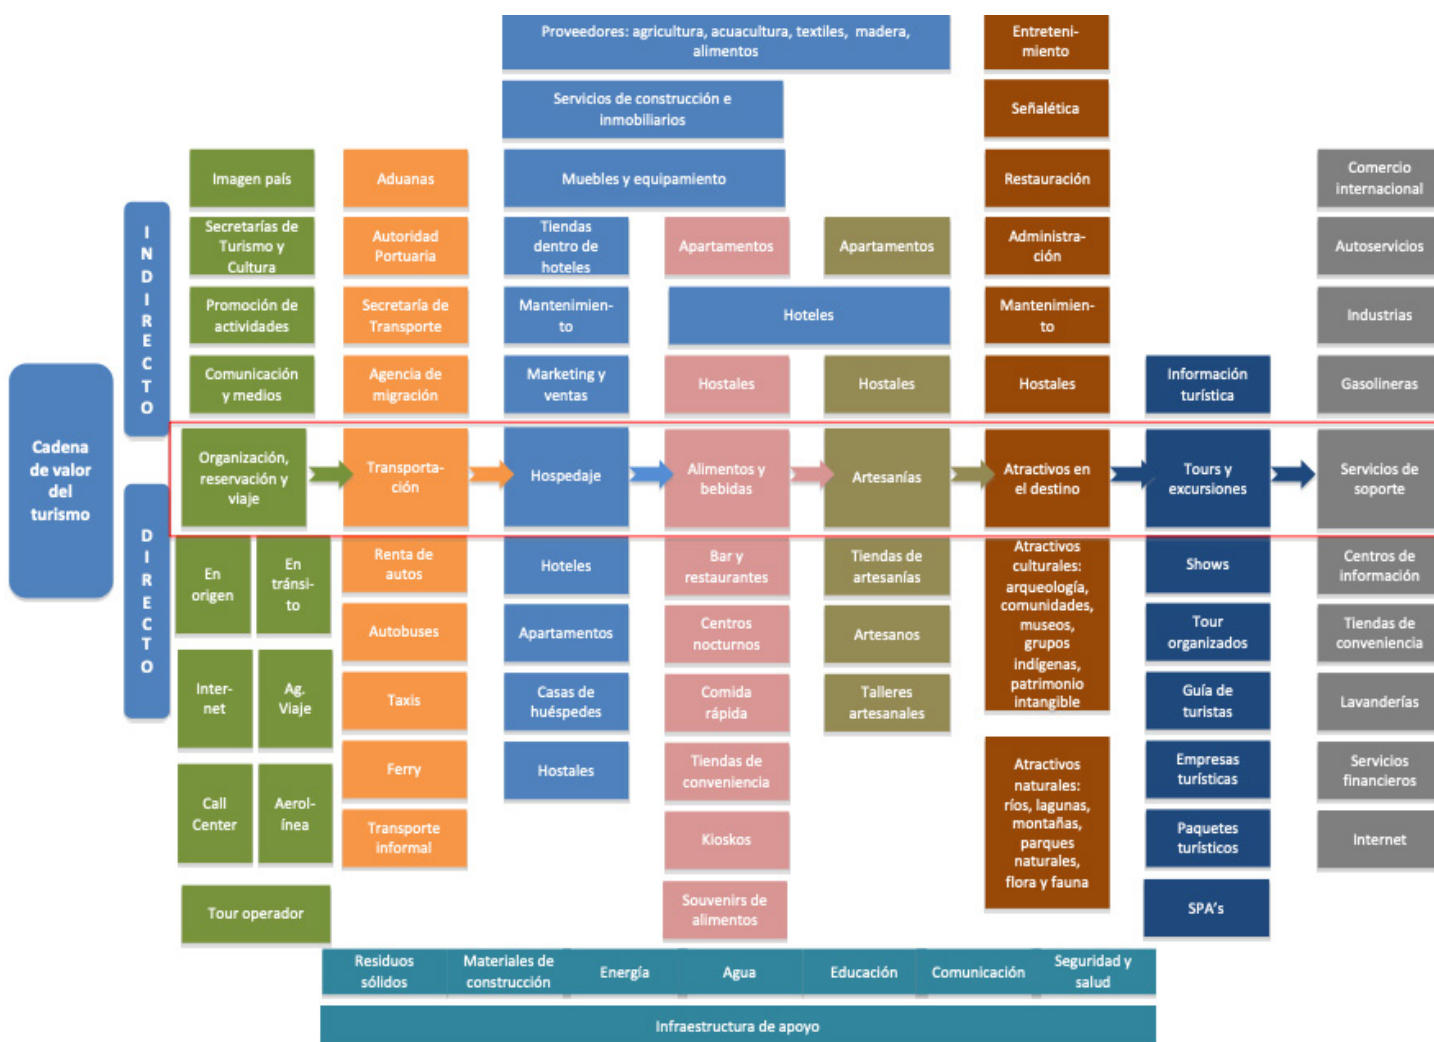 Proveedores: agricultura, acuacultura, textiles, madera,
alimentos
Entreteni-
miento
Servicios de construcción e
inmobiliarios
Señalética
Imagen país
Aduanas
Muebles y equipamiento
Restauración
Comercio
internacional
INDIRECTO
Secretarías de
Turismo y
Cultura
Autoridad
Portuaria
Tiendas
dentro de
hoteles
Apartamentos
Apartamentos
Administra-
ción
Autoservicios
Promoción de
actividades
Secretaría de
Transporte
Mantenimien-
to
Hoteles
Mantenimien-
to
Industrias
Comunicación
y medios
Agencia de
migración
Marketing y
ventas
Hostales
Hostales
Hostales
Información
turística
Gasolineras
Cadena
de valor
del
turismo
Organización,
reservación y
viaje
Transporta-
ción
Hospedaje
Alimentos y
bebidas
Artesanías
Atractivos en
el destino
Tours y
excursiones
Servicios de
soporte
DIRECTO
En
origen
En
tránsi-
to
Renta de
autos
Hoteles
Bar y
restaurantes
Tiendas de
artesanías
Atractivos
culturales:
arqueología,
comunidades,
museos,
grupos
indígenas,
patrimonio
intangible
Shows
Centros de
información
Autobuses
Apartamentos
Centros
nocturnos
Artesanos
Tour
organizados
Tiendas de
conveniencia
Inter-
net
Ag.
Viaje
Taxis
Casas de
huéspedes
Comida
rápida
Talleres
artesanales
Guía de
turistas
Lavanderías
Call
Center
Aerol-
ínea
Ferry
Hostales
Tiendas de
conveniencia
Atractivos
naturales:
ríos, lagunas,
montañas,
parques
naturales,
flora y fauna
Empresas
turísticas
Servicios
financieros
Transporte
informal
Kioskos
Paquetes
turísticos
Internet
Tour operador
Souvenirs de
alimentos
SPA's
Residuos
sólidos
Materiales de
construcción
Energía
Agua
Educación
Comunicación
Seguridad y
salud
Infraestructura de apoyo